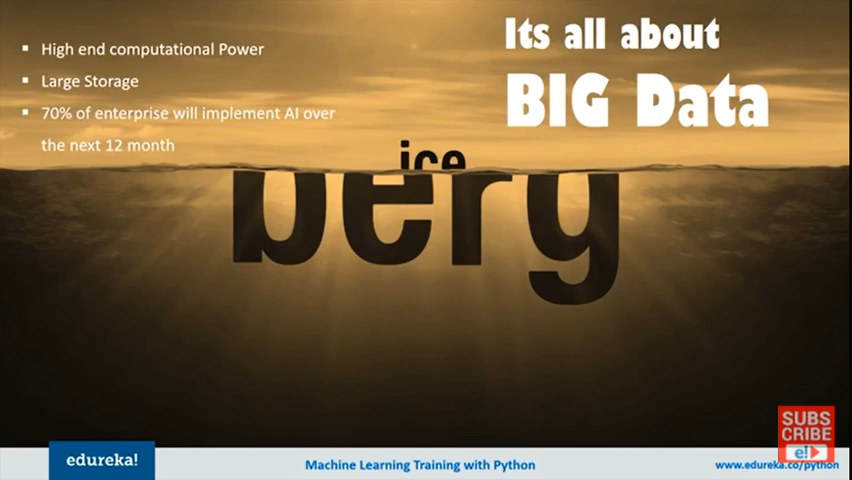 Its all about
BIG Data
▪ High end computational Power
▪ Large Storage
▪ 70% of enterprise will implement AI over
the next 12 month
ice
berg
SUBS
CRIBE
e!
edureka!
Machine Learning Training with Python
www.edureka.co/python